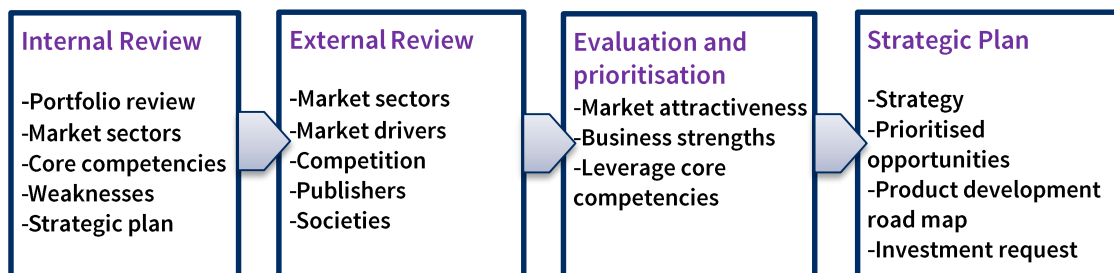 Internal Review
-Portfolio review
-Market sectors
-Core competencies
-Weaknesses
-Strategic plan
External Review
-Market sectors
-Market drivers
-Competition
-Publishers
-Societies
Evaluation and
prioritisation
-Market attractiveness
-Business strengths
-Leverage core
competencies
Strategic Plan
-Strategy
-Prioritised
opportunities
-Product development
road map
-Investment request